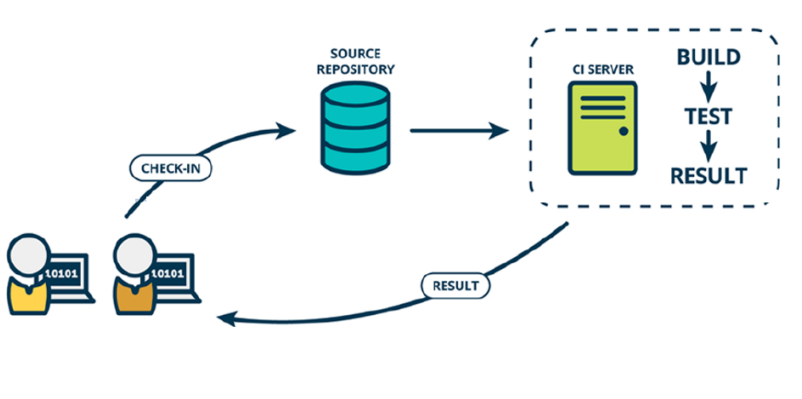 SOURCE
REPOSITORY
CI SERVER
BUILD
TEST
RESULT
CHECK-IN
10101
10101
RESULT